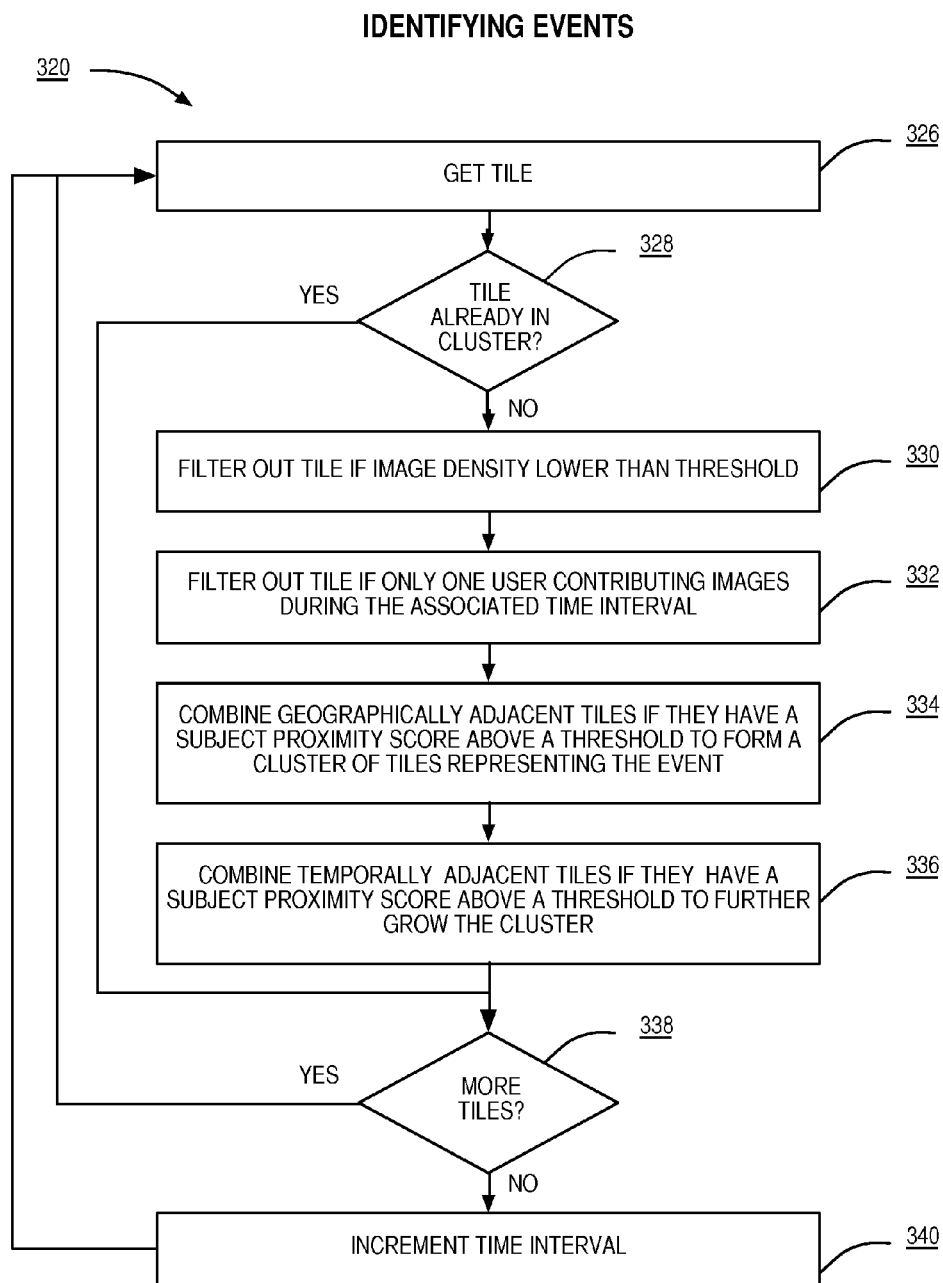 IDENTIFYING EVENTS
320
326
GET TILE
328
YES
TILE
ALREADY IN
CLUSTER?
NO
FILTER OUT TILE IF IMAGE DENSITY LOWER THAN THRESHOLD
330
FILTER OUT TILE IF ONLY ONE USER CONTRIBUTING IMAGES
DURING THE ASSOCIATED TIME INTERVAL
332
COMBINE GEOGRAPHICALLY ADJACENT TILES IF THEY HAVE A
SUBJECT PROXIMITY SCORE ABOVE A THRESHOLD TO FORM A
CLUSTER OF TILES REPRESENTING THE EVENT
334
COMBINE TEMPORALLY ADJACENT TILES IF THEY HAVE A
SUBJECT PROXIMITY SCORE ABOVE A THRESHOLD TO FURTHER
GROW THE CLUSTER
336
338
YES
MORE
TILES?
NO
INCREMENT TIME INTERVAL
340